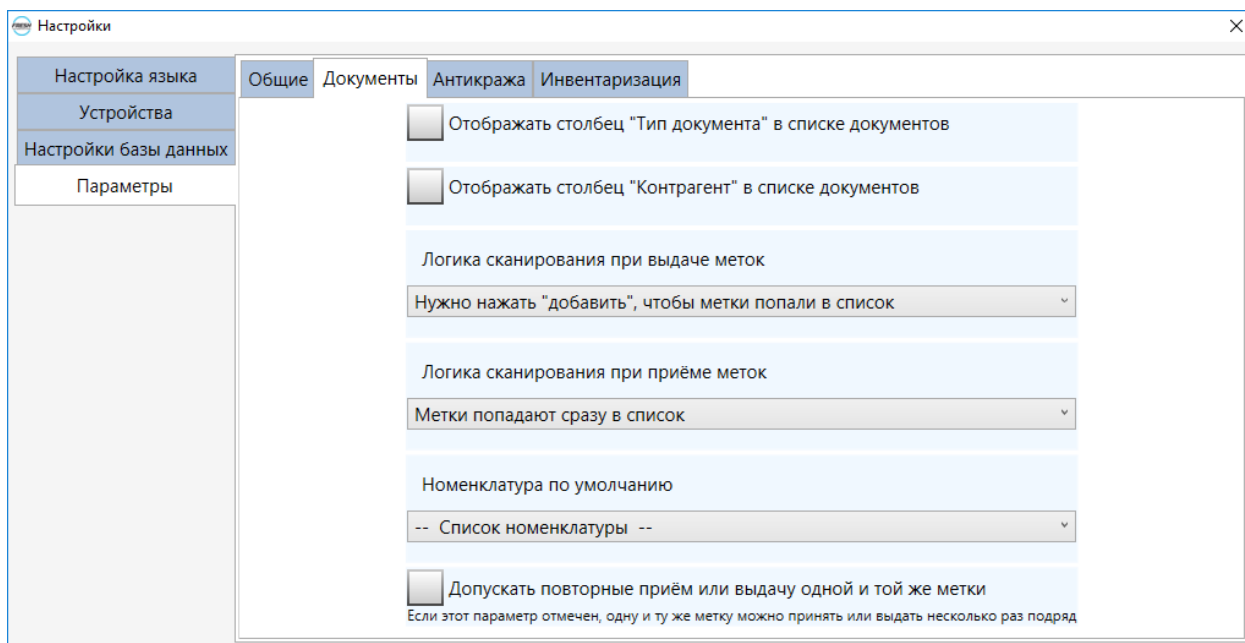 FRESH Настройки
Настройка языка
Устройства
Настройки базы данных
Параметры
Общие Документы Антикража Инвентаризация
Отображать столбец "Тип документа" в списке документов
Отображать столбец "Контрагент" в списке документов
Логика сканирования при выдаче меток
Нужно нажать "добавить", чтобы метки попали в список
Логика сканирования при приёме меток
Метки попадают сразу в список
Номенклатура по умолчанию
-- Список номенклатуры --
Допускать повторные приём или выдачу одной и той же метки
Если этот параметр отмечен, одну и ту же метку можно принять или выдать несколько раз подряд